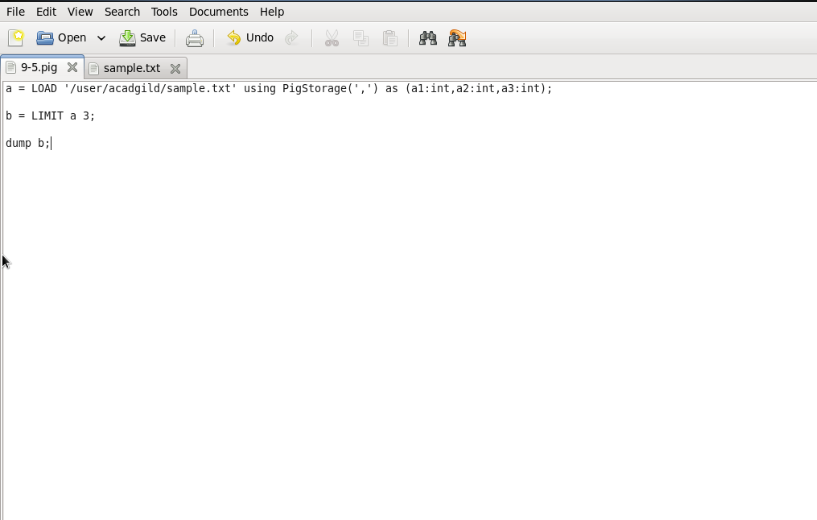 File Edit View Search Tools Documents Help
Open Save Undo
9-5.pig sample.txt
a = LOAD '/user/acadgild/sample.txt' using PigStorage(',') as (a1:int,a2:int,a3:int);
b = LIMIT a 3;
dump b;